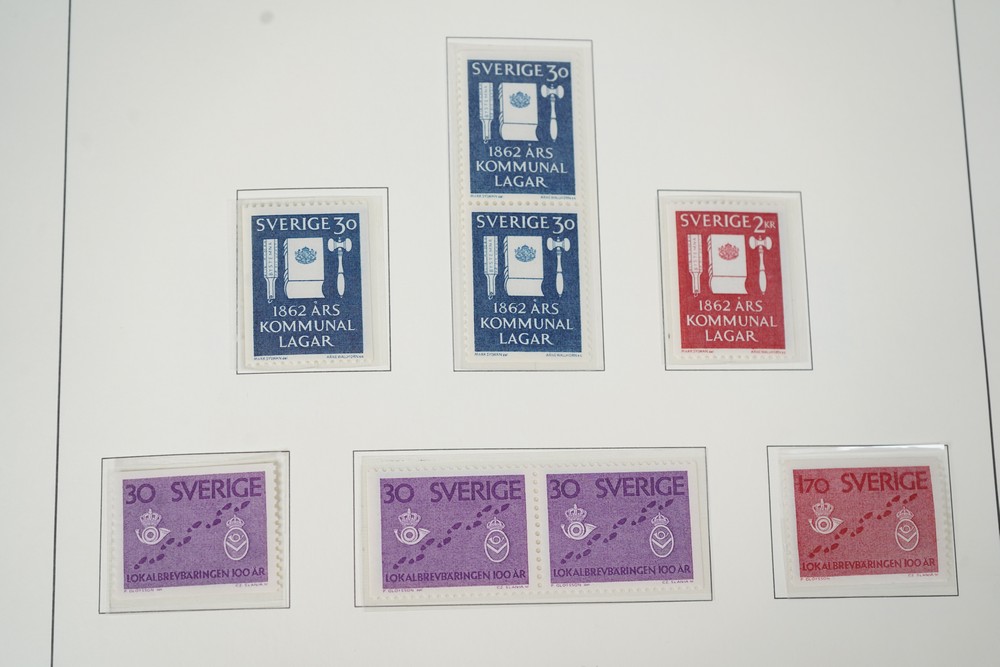 SVERIGE 30
1862 ÅRS
KOMMUNAL
LAGAR
SVERIGE 30
1862 ÅRS
KOMMUNAL
LAGAR
SVERIGE 30
1862 ÅRS
KOMMUNAL
LAGAR
SVERIGE 2 KR
1862 ÅRS
KOMMUNAL
LAGAR
30 SVERIGE
LOKALBREVBÄRINGEN 100 ÅR
30 SVERIGE
LOKALBREVBÄRINGEN 100 ÅR
30 SVERIGE
LOKALBREVBÄRINGEN 100 ÅR
170 SVERIGE
LOKALBREVBÄRINGEN 100 ÅR